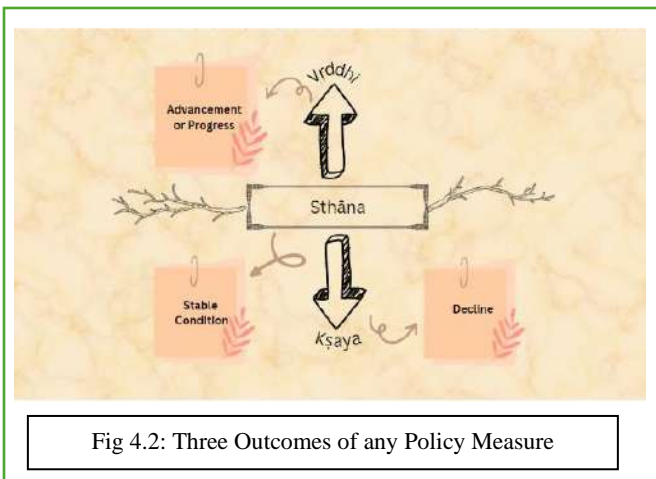 Vrddhi
Advancement
or Progress
Sthāna
Stable
Condition
Decline
Kṣaya
Fig 4.2: Three Outcomes of any Policy Measure